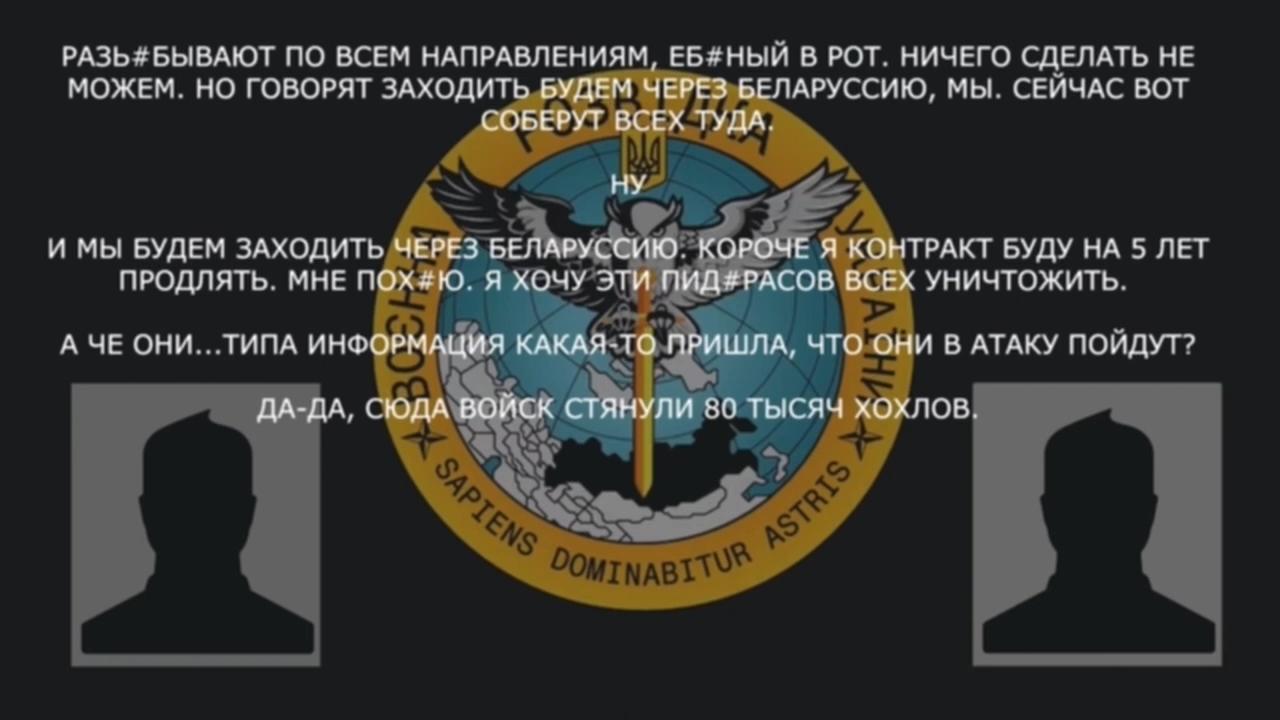 РАЗЬ#БЫВАЮТ ПО ВСЕМ НАПРАВЛЕНИЯМ, ЕБ#НЫЙ В РОТ. НИЧЕГО СДЕЛАТЬ НЕ
МОЖЕМ. НО ГОВОРЯТ ЗАХОДИТЬ БУДЕМ ЧЕРЕЗ БЕЛАРУССИЮ, МЫ. СЕЙЧАС ВОТ
СОБЕРУТ ВСЕХ ТУДА.
НУ
И МЫ БУДЕМ ЗАХОДИТЬ ЧЕРЕЗ БЕЛАРУССИЮ. КОРОЧЕ Я КОНТРАКТ БУДУ НА 5 ЛЕТ
ПРОДЛЯТЬ. МНЕ ПОХ#Ю. Я ХОЧУ ЭТИ ПИД#РАСОВ ВСЕХ УНИЧТОЖИТЬ.
А ЧЕ ОНИ...ТИПА ИНФОРМАЦИЯ КАКАЯ-ТО ПРИШЛА, ЧТО ОНИ В АТАКУ ПОЙДУТ?
ДА-ДА, СЮДА ВОЙСК СТЯНУЛИ 80 ТЫСЯЧ ХОХЛОВ.
ВОЄННА
РОЗВІДКА
УКРАЇНИ
SAPIENS DOMINABITUR ASTRIS